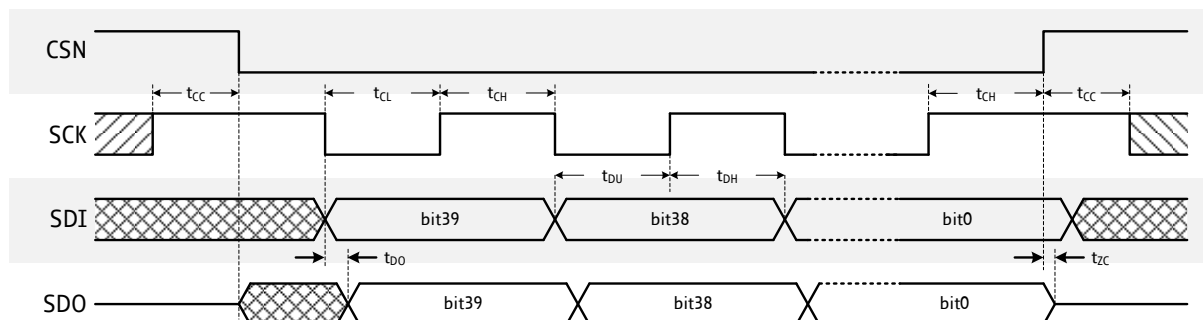 CSN
tCC tCL tCH tCH tCC
SCK
tDU tDH
SDI bit39 bit38 bit0
tDO tZC
SDO bit39 bit38 bit0